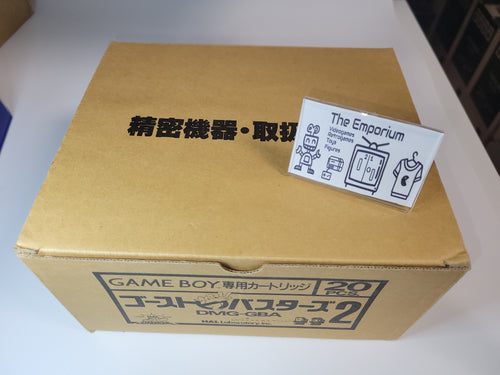 精密機器・取扱
The Emporium
Videogames
Retrogames
Toys
Figures
GAME BOY 専用カートリッジ
20 PCS.
ゴーストバスターズ2
DMG-GBA
HAL Laboratory, Inc.